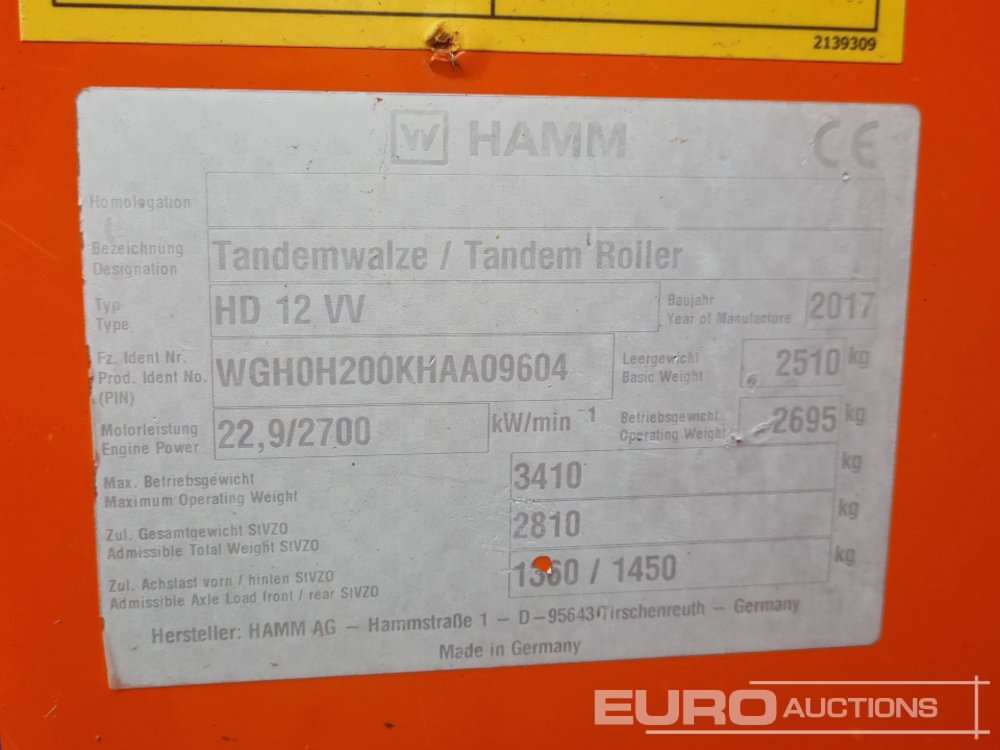 2139309
W HAMM CE
Homologation
Bezeichnung
Designation
Tandemwalze / Tandem Roller
Typ
Type
HD 12 VV
Baujahr
Year of Manufacture
2017
Fz. Ident Nr.
Prod. Ident No.
(PIN)
WGH0H200KHAA09604
Leergewicht
Basic Weight
2510 kg
Motorleistung
Engine Power
22,9/2700 kW/min -1
Betriebsgewicht
Operating Weight
2695 kg
Max. Betriebsgewicht
Maximum Operating Weight
3410 kg
Zul. Gesamtgewicht StVZO
Admissible Total Weight StVZO
2810 kg
Zul. Achslast vorn / hinten StVZO
Admissible Axle Load front / rear StVZO
1360 / 1450 kg
Hersteller: HAMM AG – Hammstraße 1 – D–95643 Tirschenreuth – Germany
Made in Germany
EURO AUCTIONS